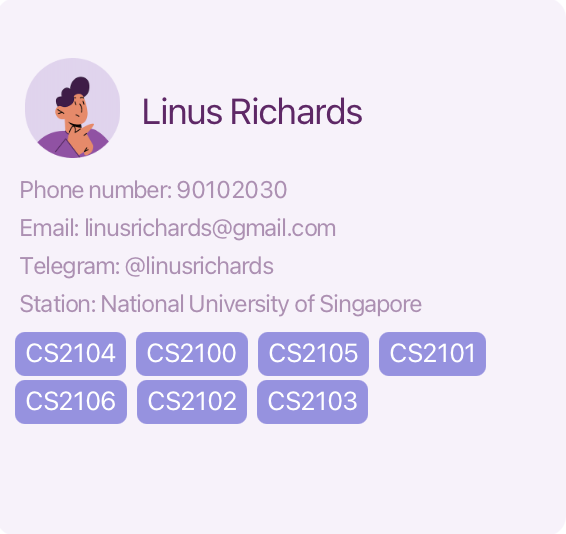 Linus Richards
Phone number: 90102030
Email: linusrichards@gmail.com
Telegram: @linusrichards
Station: National University of Singapore
CS2104 CS2100 CS2105 CS2101
CS2106 CS2102 CS2103